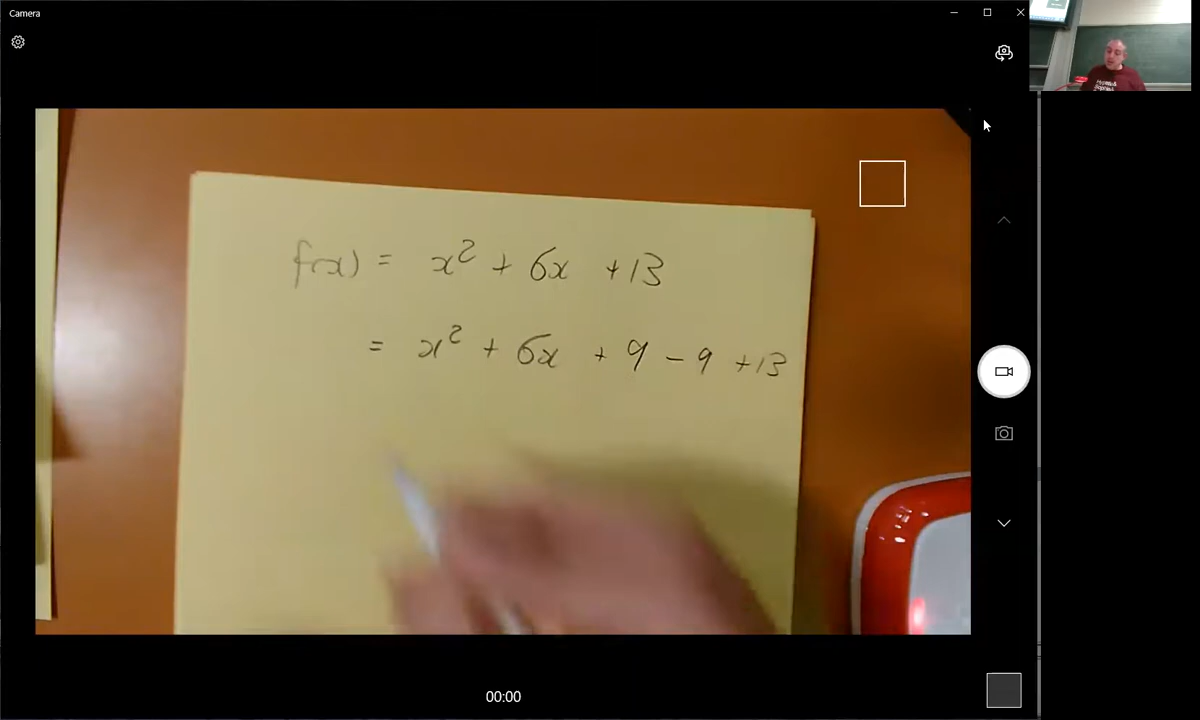 Camera
f(x) = x² + 6x + 13
= x² + 6x + 9 - 9 + 13
00:00